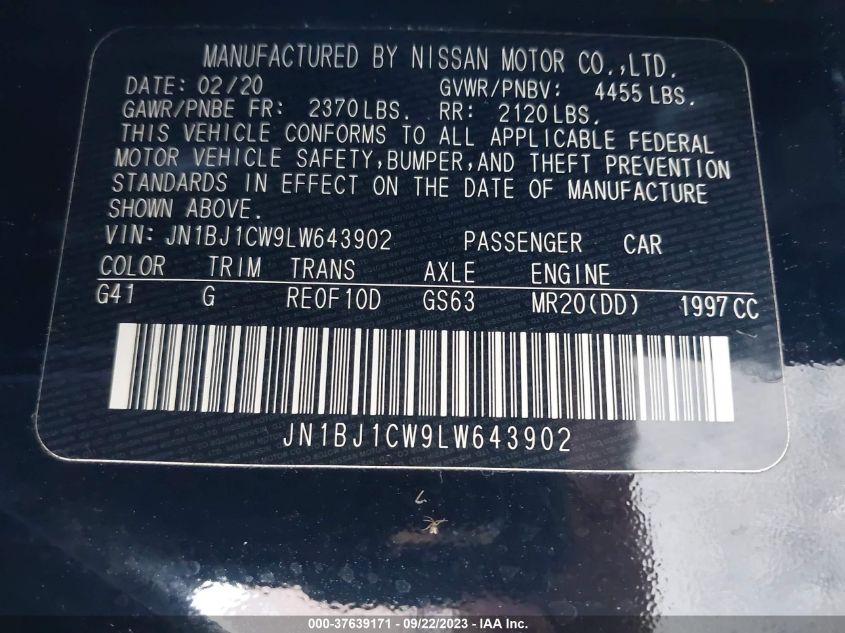 MANUFACTURED BY NISSAN MOTOR CO.,LTD.
DATE: 02/20 GVWR/PNBV: 4455 LBS.
GAWR/PNBE FR: 2370 LBS. RR: 2120 LBS.
THIS VEHICLE CONFORMS TO ALL APPLICABLE FEDERAL
MOTOR VEHICLE SAFETY, BUMPER, AND THEFT PREVENTION
STANDARDS IN EFFECT ON THE DATE OF MANUFACTURE
SHOWN ABOVE.
VIN: JN1BJ1CW9LW643902 PASSENGER CAR
COLOR TRIM TRANS AXLE ENGINE
G41 G RE0F10D GS63 MR20(DD) 1997 CC
JN1BJ1CW9LW643902
000-37639171 - 09/22/2023 - Copyright © 2023 IAA, Inc.